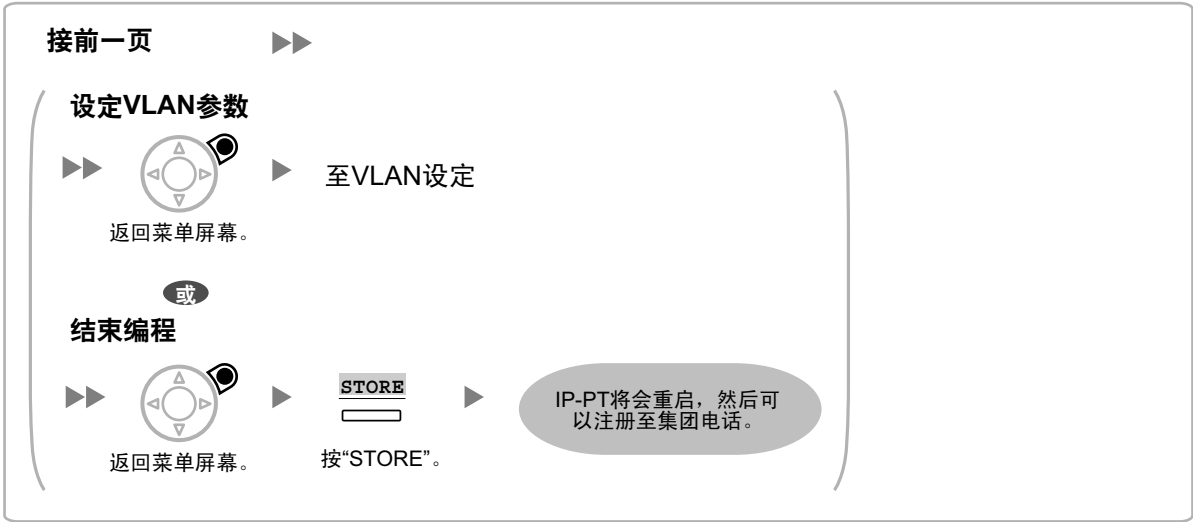 接前一页
设定VLAN参数
至VLAN设定
返回菜单屏幕。
或
结束编程
STORE
IP-PT将会重启，然后可
以注册至集团电话。
返回菜单屏幕。
按“STORE”。